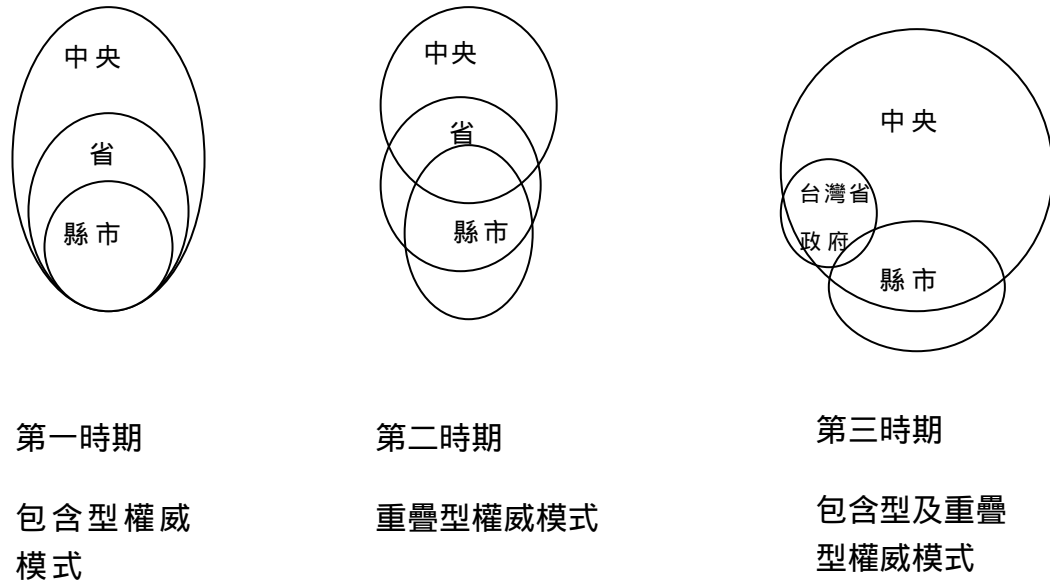 中央
省
縣市
第一時期
包含型權威
模式
中央
省
縣市
第二時期
重疊型權威模式
中央
台灣省
政府
縣市
第三時期
包含型及重疊
型權威模式